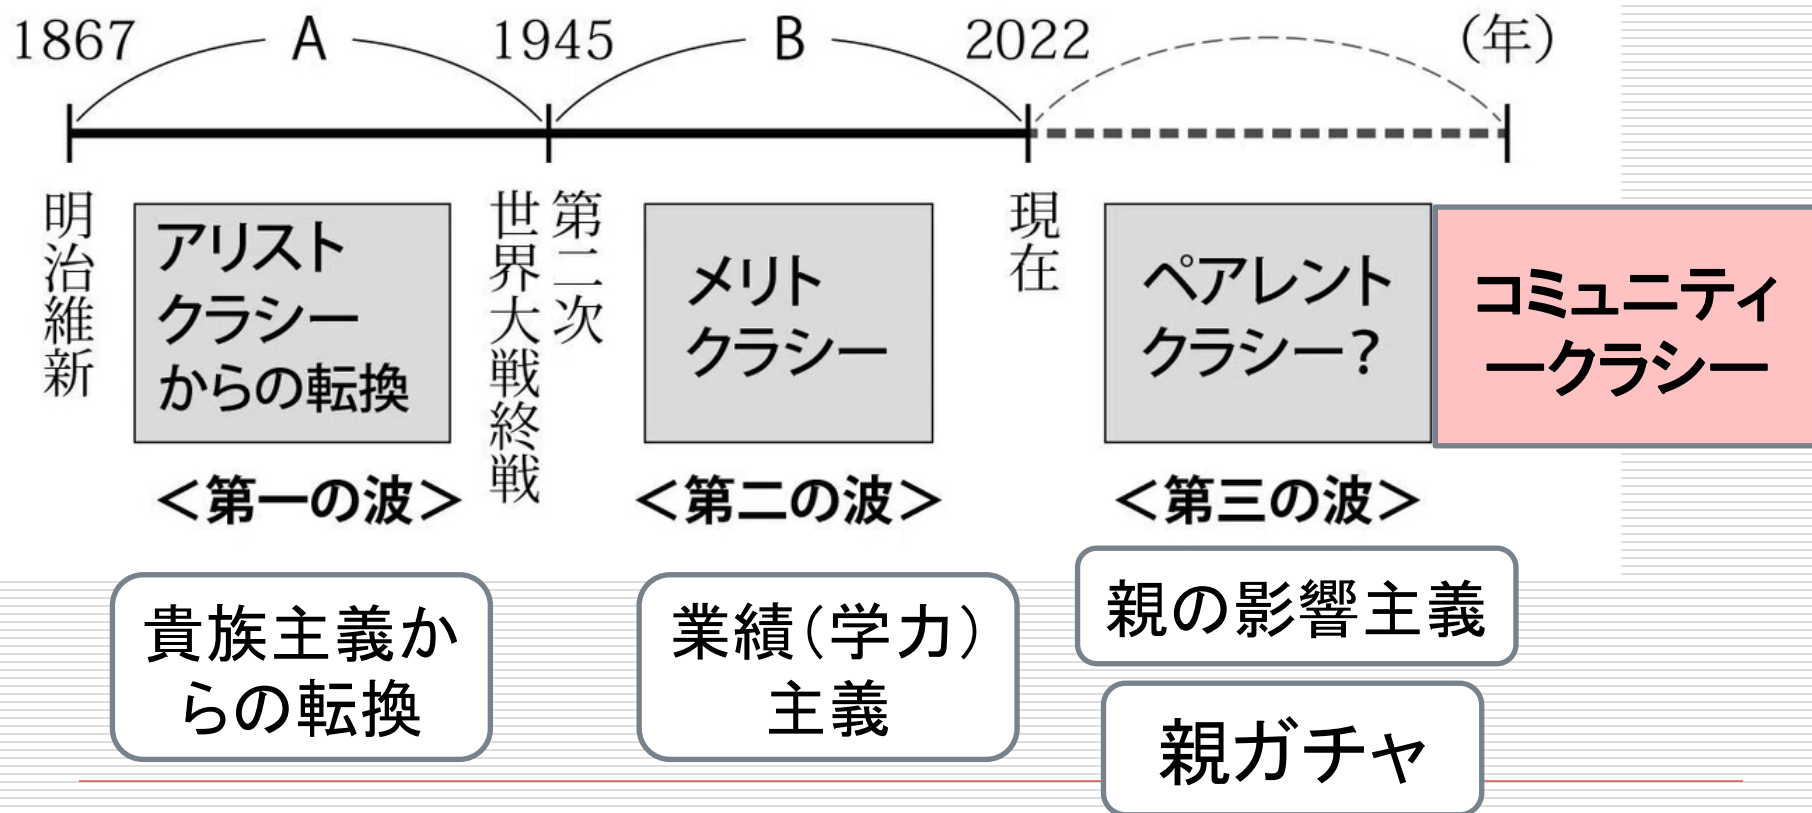 1867
A
1945
B
2022
(年)
明治維新
アリスト
クラシー
からの転換
第二次
世界大戦終戦
メリト
クラシー
現在
ペアレント
クラシー?
コミュニティ
ークラシー
<第一の波>
<第二の波>
<第三の波>
貴族主義か
らの転換
業績(学力)
主義
親の影響主義
親ガチャ